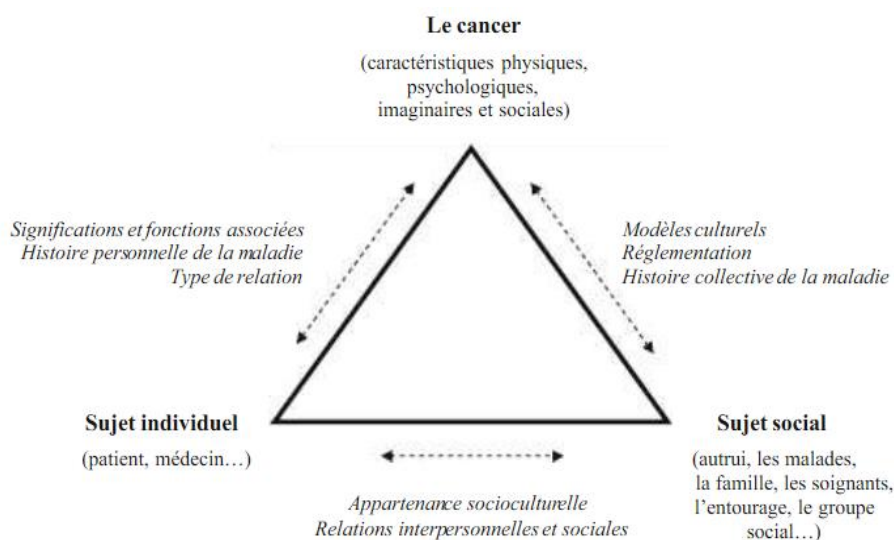 Le cancer
(caractéristiques physiques,
psychologiques,
imaginaires et sociales)
Significations et fonctions associées
Histoire personnelle de la maladie
Type de relation
Modèles culturels
Réglementation
Histoire collective de la maladie
Sujet individuel
(patient, médecin…)
Sujet social
(autrui, les malades,
la famille, les soignants,
l'entourage, le groupe
social…)
Appartenance socioculturelle
Relations interpersonnelles et sociales